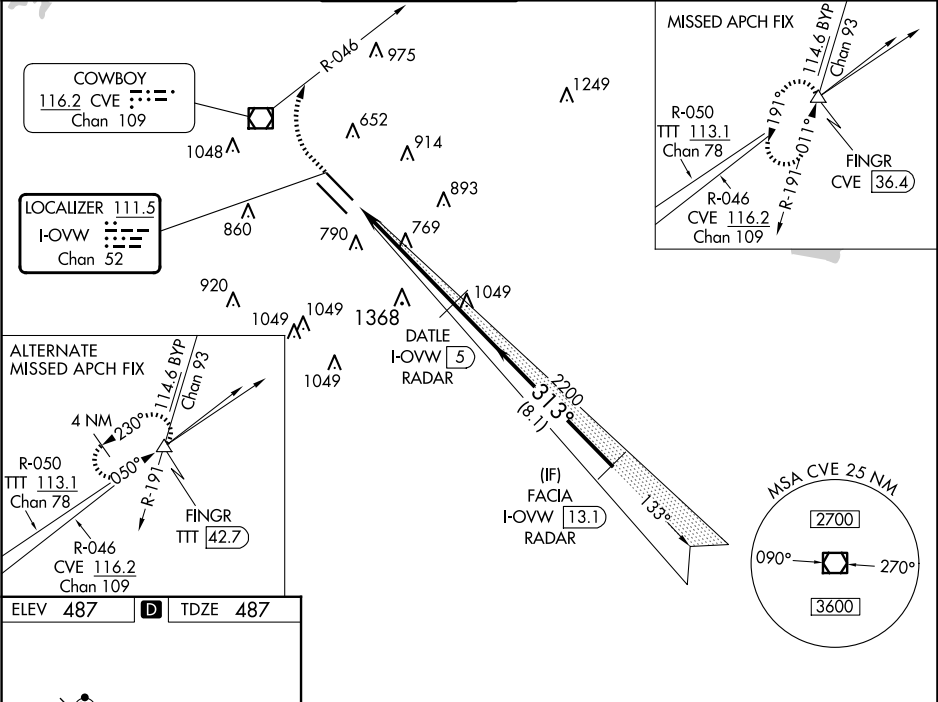 COWBOY
116.2 CVE
Chan 109
R-046
975
1249
652
914
1048
893
LOCALIZER 111.5
I-OVW
Chan 52
860
790
769
920
1049
1049
1368
1049
1049
DATLE
I-OVW 5
RADAR
2200
313°
(8.1)
(IF)
FACIA
I-OVW 13.1
RADAR
133°
MISSED APCH FIX
114.6 BYP
Chan 93
R-050
TTT 113.1
Chan 78
191°
011°
R-191
FINGR
CVE 36.4
R-046
CVE 116.2
Chan 109
ALTERNATE
MISSED APCH FIX
114.6 BYP
Chan 93
4 NM
230°
050°
R-050
TTT 113.1
Chan 78
R-191
FINGR
TTT 42.7
R-046
CVE 116.2
Chan 109
MSA CVE 25 NM
2700
090°
270°
3600
ELEV 487 D TDZE 487